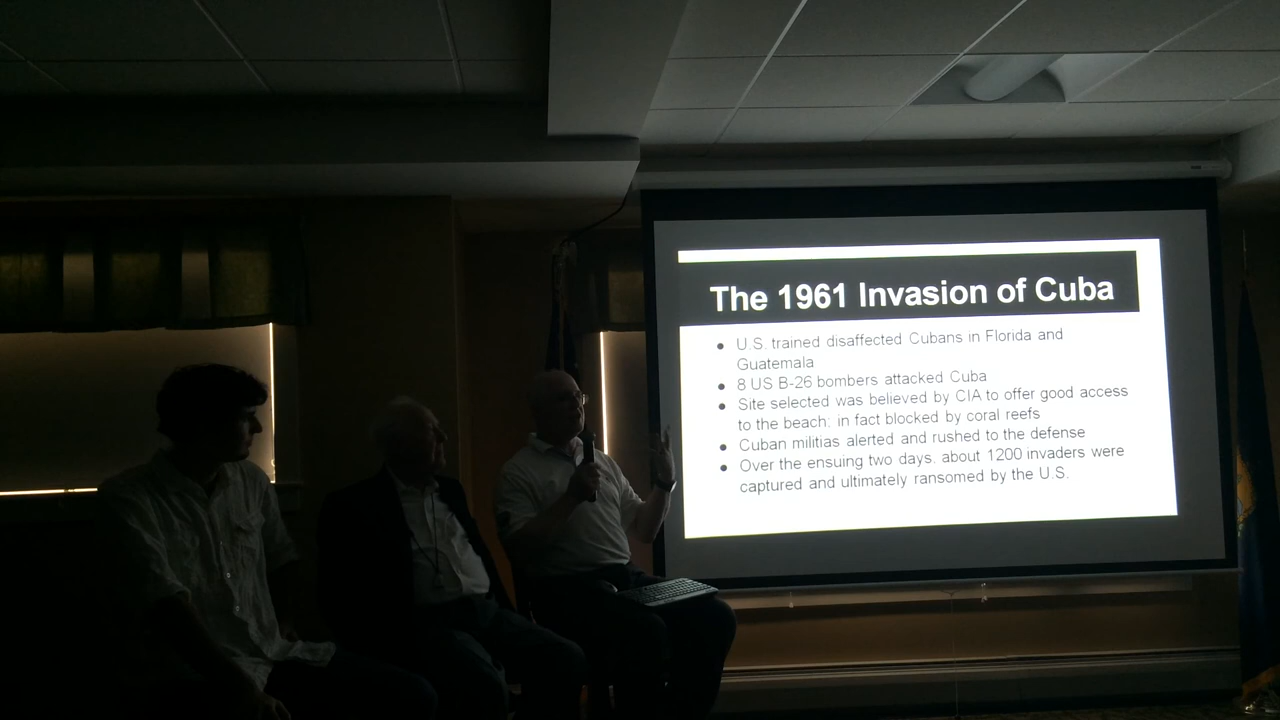 The 1961 Invasion of Cuba
● U.S. trained disaffected Cubans in Florida and
Guatemala
● 8 US B-26 bombers attacked Cuba
● Site selected was believed by CIA to offer good access
to the beach; in fact blocked by coral reefs
● Cuban militias alerted and rushed to the defense
● Over the ensuing two days, about 1200 invaders were
captured and ultimately ransomed by the U.S.